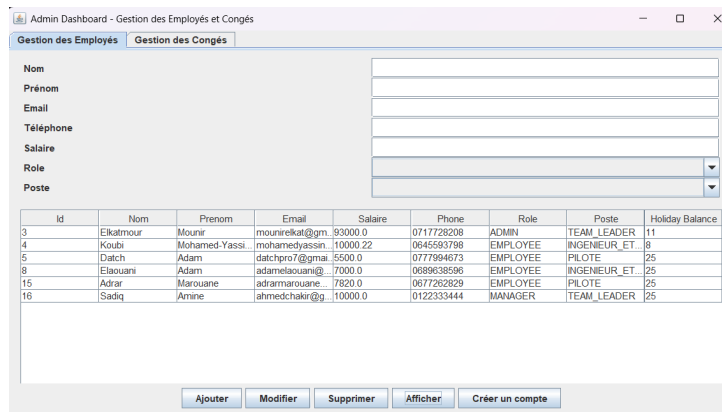 Admin Dashboard - Gestion des Employés et Congés
Gestion des Employés Gestion des Congés
Nom
Prénom
Email
Téléphone
Salaire
Role
Poste
Id Nom Prenom Email Salaire Phone Role Poste Holiday Balance
3 Elkatmour Mounir mounirelkat@gm... 93000.0 0717728208 ADMIN TEAM_LEADER 11
4 Koubi Mohamed-Yassi... mohamedyassin... 10000.22 0645593798 EMPLOYEE INGENIEUR_ET... 8
5 Datch Adam datchpro7@gmai... 5500.0 0777994673 EMPLOYEE PILOTE 25
8 Elaouani Adam adamelaouani@... 7000.0 0689638596 EMPLOYEE INGENIEUR_ET... 25
15 Adrar Marouane adrarmarouane... 7820.0 0677262829 EMPLOYEE PILOTE 25
16 Sadiq Amine ahmedchakir@g... 10000.0 0122333444 MANAGER TEAM_LEADER 25
Ajouter Modifier Supprimer Afficher Créer un compte